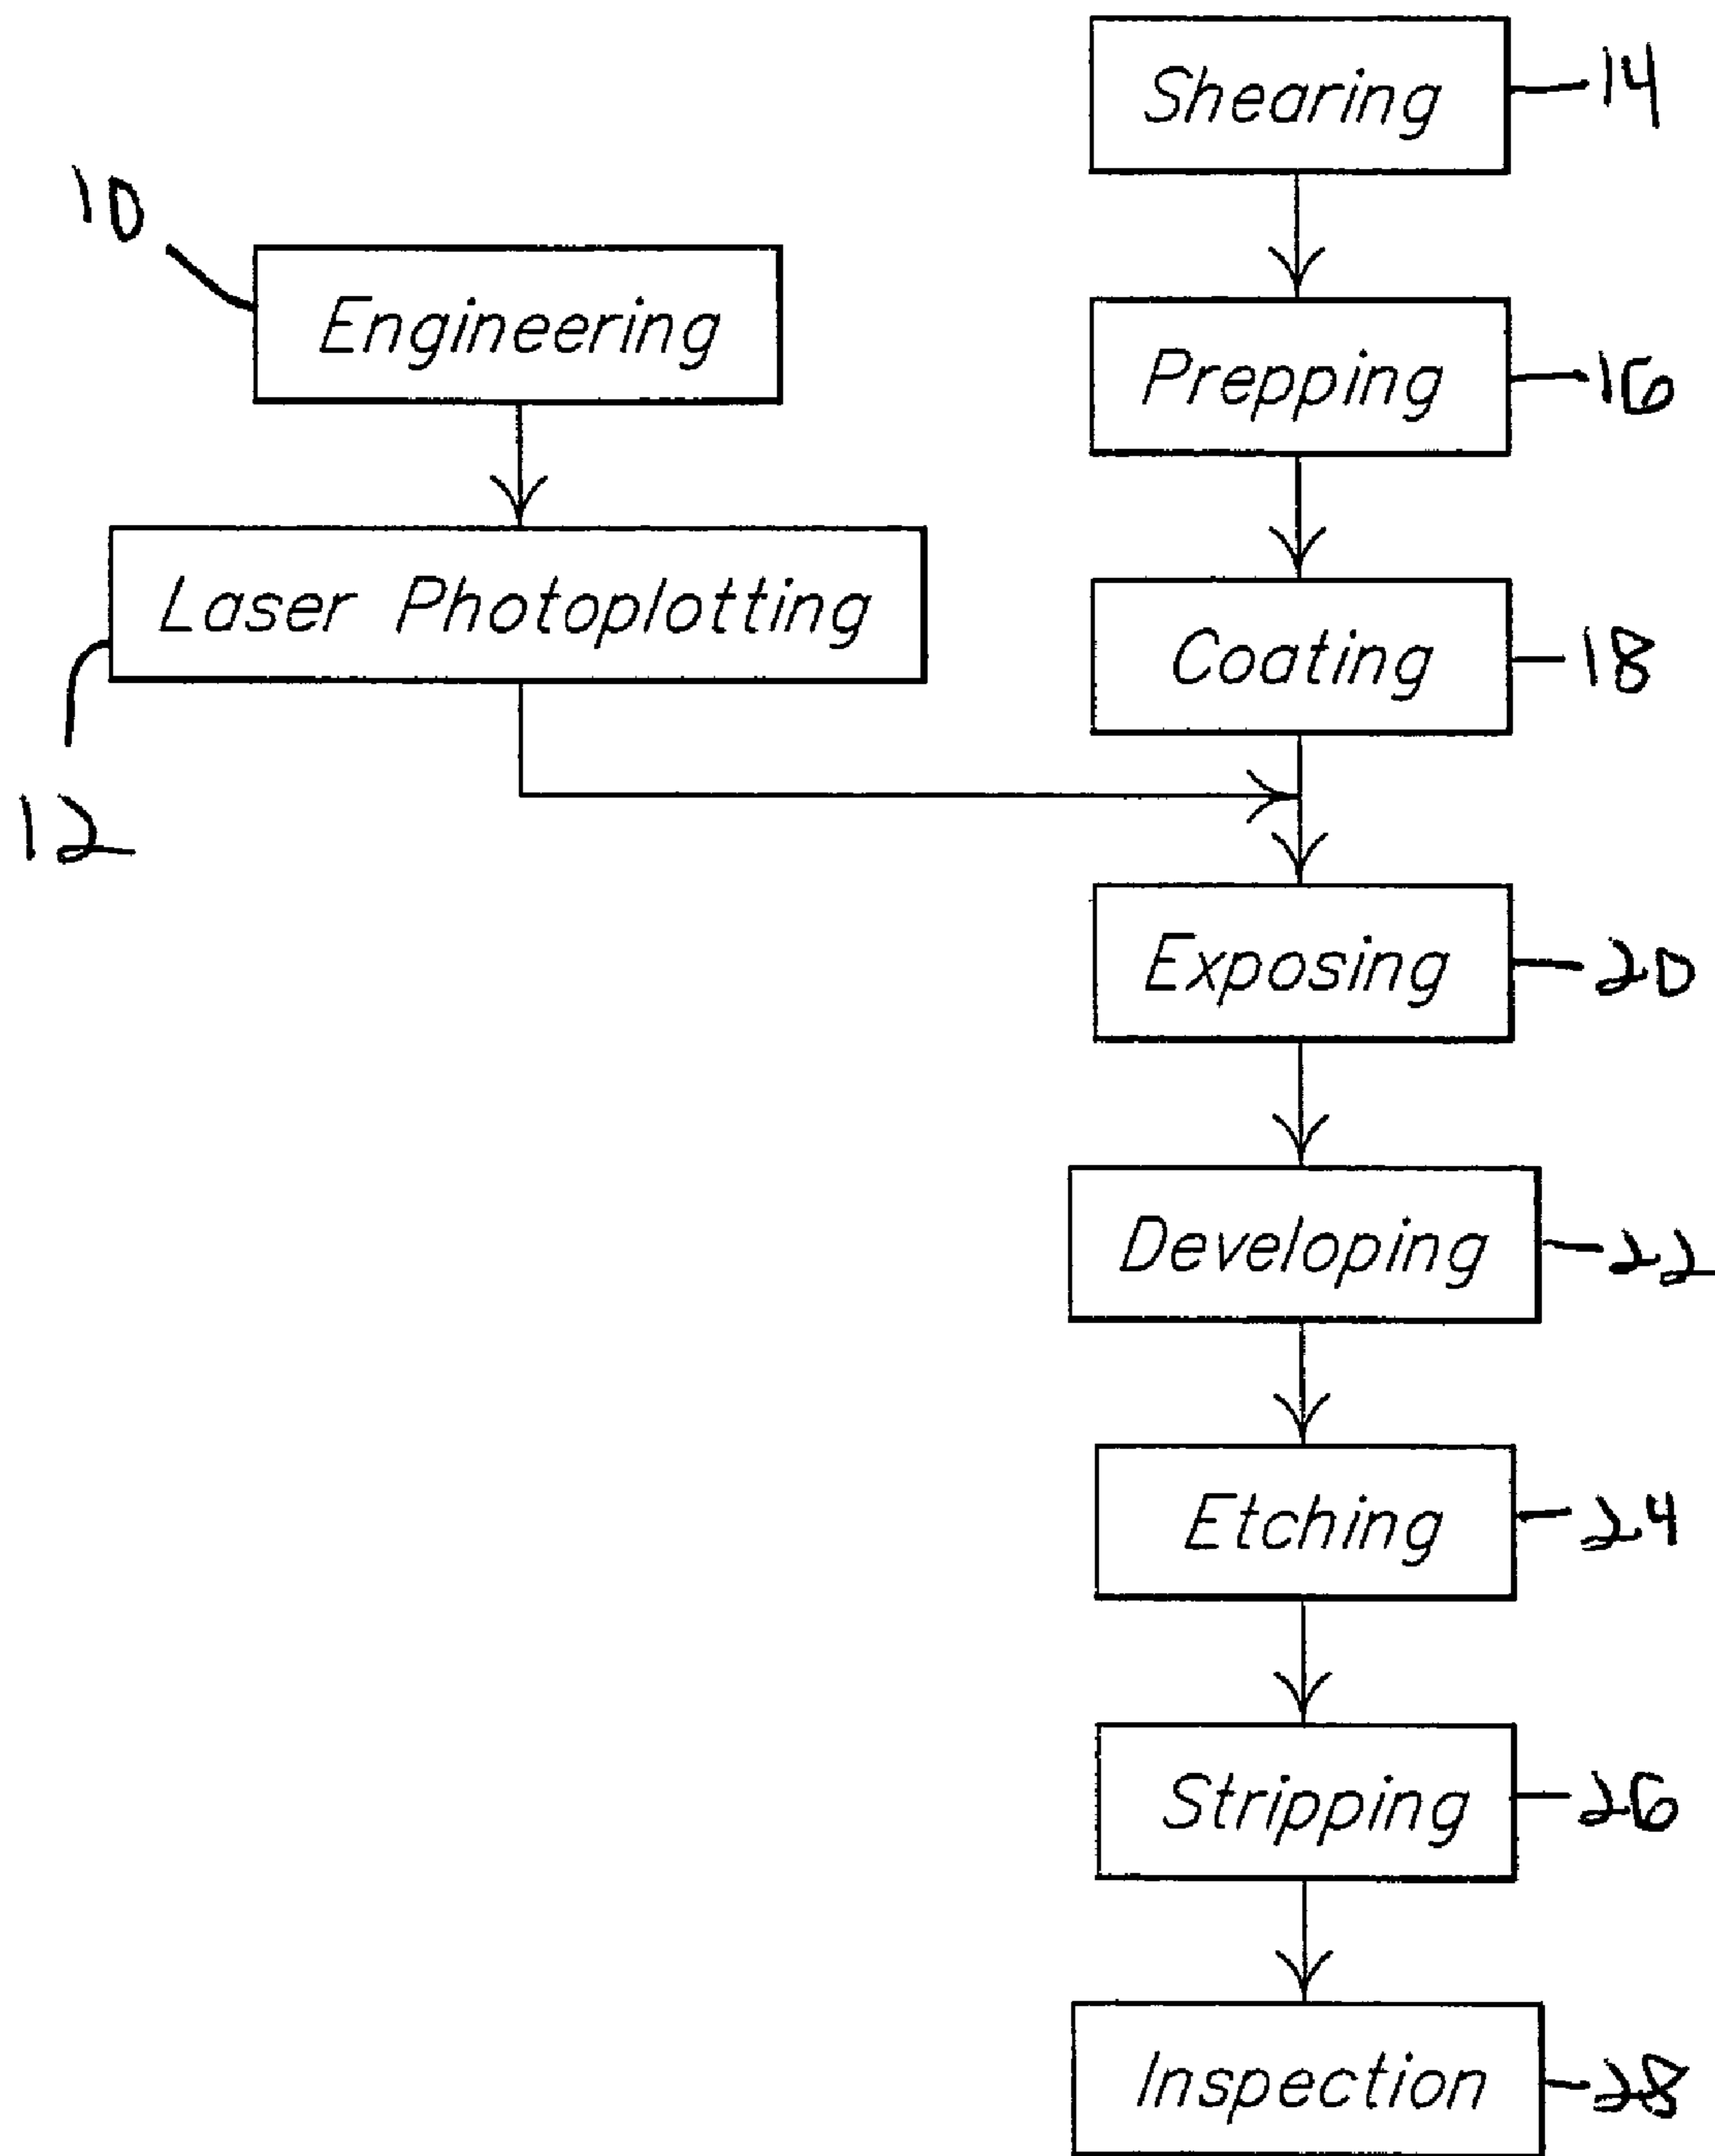 Shearing 14
10
Engineering
Prepping 16
Laser Photoplotting
Coating 18
12
Exposing 20
Developing 22
Etching 24
Stripping 26
Inspection 28